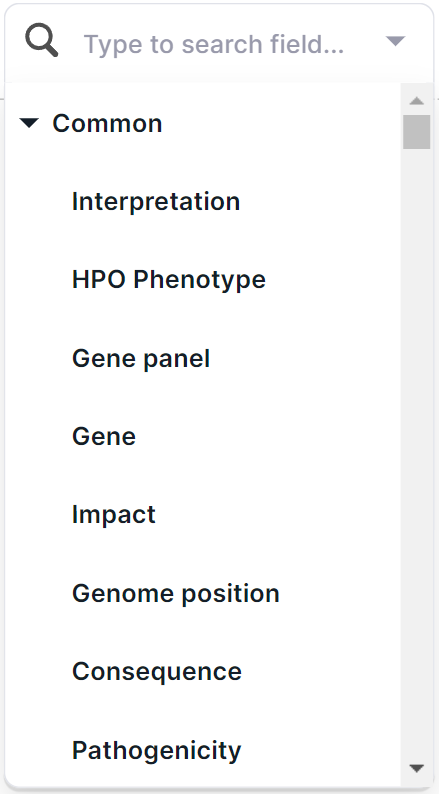 Type to search field...
Common
Interpretation
HPO Phenotype
Gene panel
Gene
Impact
Genome position
Consequence
Pathogenicity